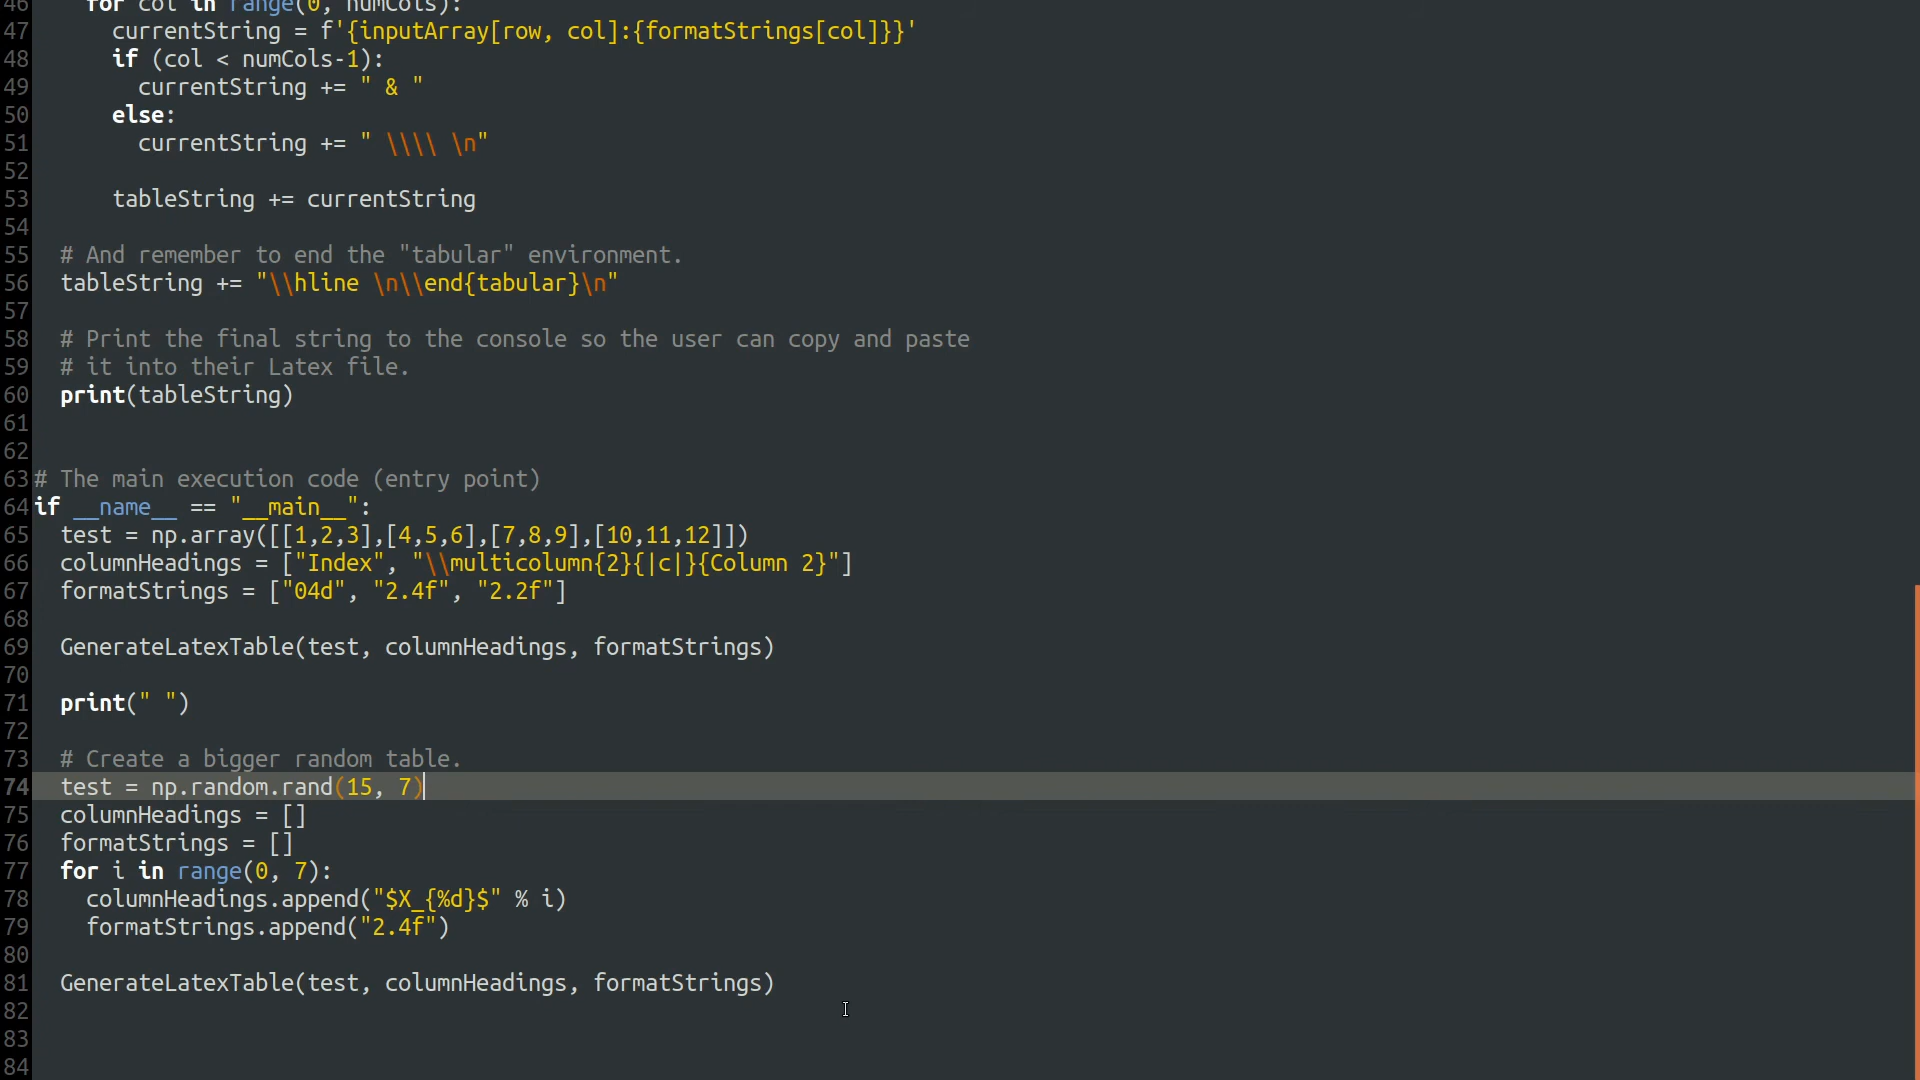 46    for col in range(0, numCols):
47      currentString = f'{inputArray[row, col]:{formatStrings[col]}}'
48      if (col < numCols-1):
49        currentString += " & "
50      else:
51        currentString += " \\\\ \n"
52
53      tableString += currentString
54
55  # And remember to end the "tabular" environment.
56  tableString += "\\hline \n\\end{tabular}\n"
57
58  # Print the final string to the console so the user can copy and paste
59  # it into their Latex file.
60  print(tableString)
61
62
63 # The main execution code (entry point)
64 if __name__ == "__main__":
65  test = np.array([[1,2,3],[4,5,6],[7,8,9],[10,11,12]])
66  columnHeadings = ["Index", "\\multicolumn{2}{|c|}{Column 2}"]
67  formatStrings = ["04d", "2.4f", "2.2f"]
68
69  GenerateLatexTable(test, columnHeadings, formatStrings)
70
71  print(" ")
72
73  # Create a bigger random table.
74  test = np.random.rand(15, 7)
75  columnHeadings = []
76  formatStrings = []
77  for i in range(0, 7):
78    columnHeadings.append("$X_{%d}$" % i)
79    formatStrings.append("2.4f")
80
81  GenerateLatexTable(test, columnHeadings, formatStrings)
82
83
84